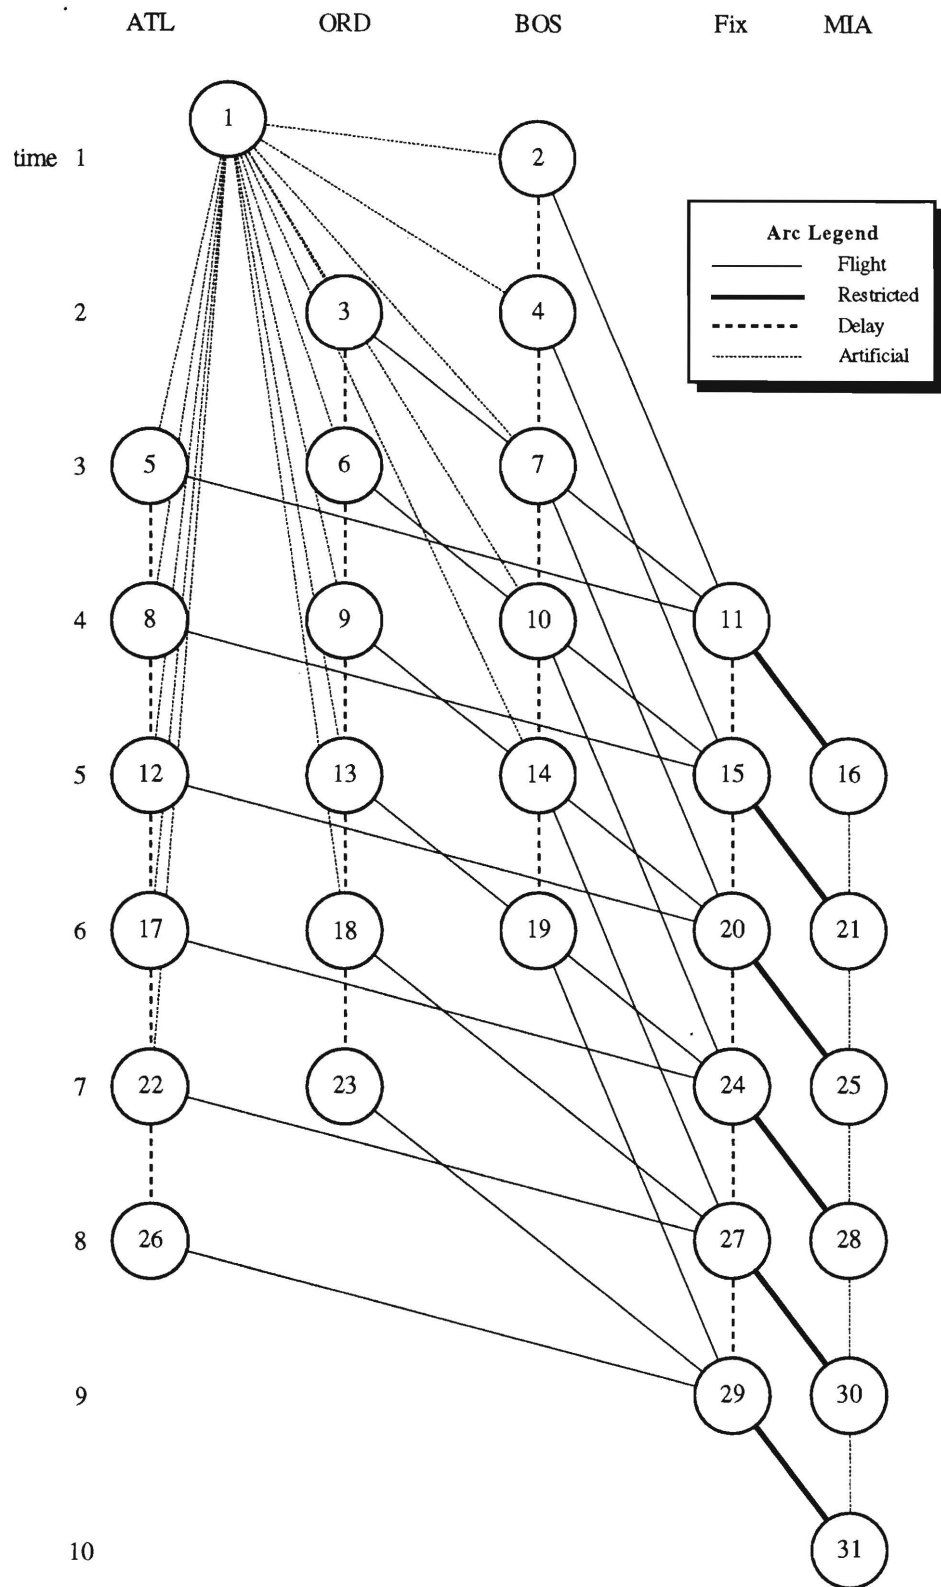 ATL ORD BOS Fix MIA
1
time 1 2
Arc Legend
Flight
Restricted
Delay
Artificial
2 3 4
3 5 6 7
4 8 9 10 11
5 12 13 14 15 16
6 17 18 19 20 21
7 22 23 24 25
8 26 27 28
9 29 30
10 31